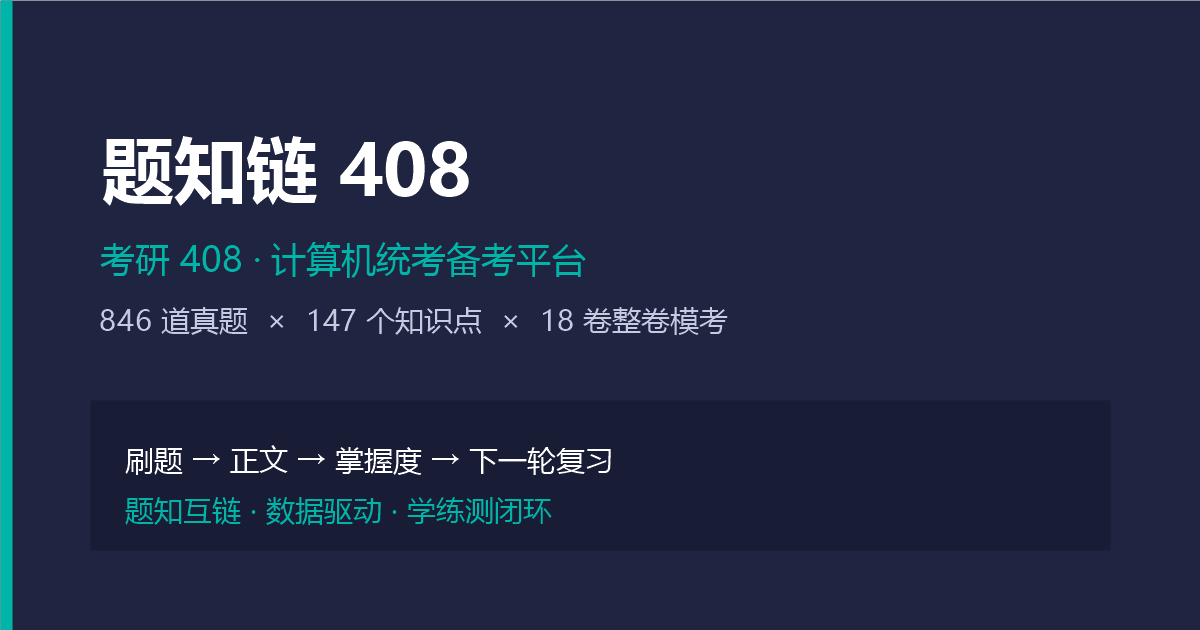 题知链 408
考研 408 · 计算机统考备考平台
846 道真题 × 147 个知识点 × 18 卷整卷模考
刷题 → 正文 → 掌握度 → 下一轮复习
题知互链 · 数据驱动 · 学练测闭环